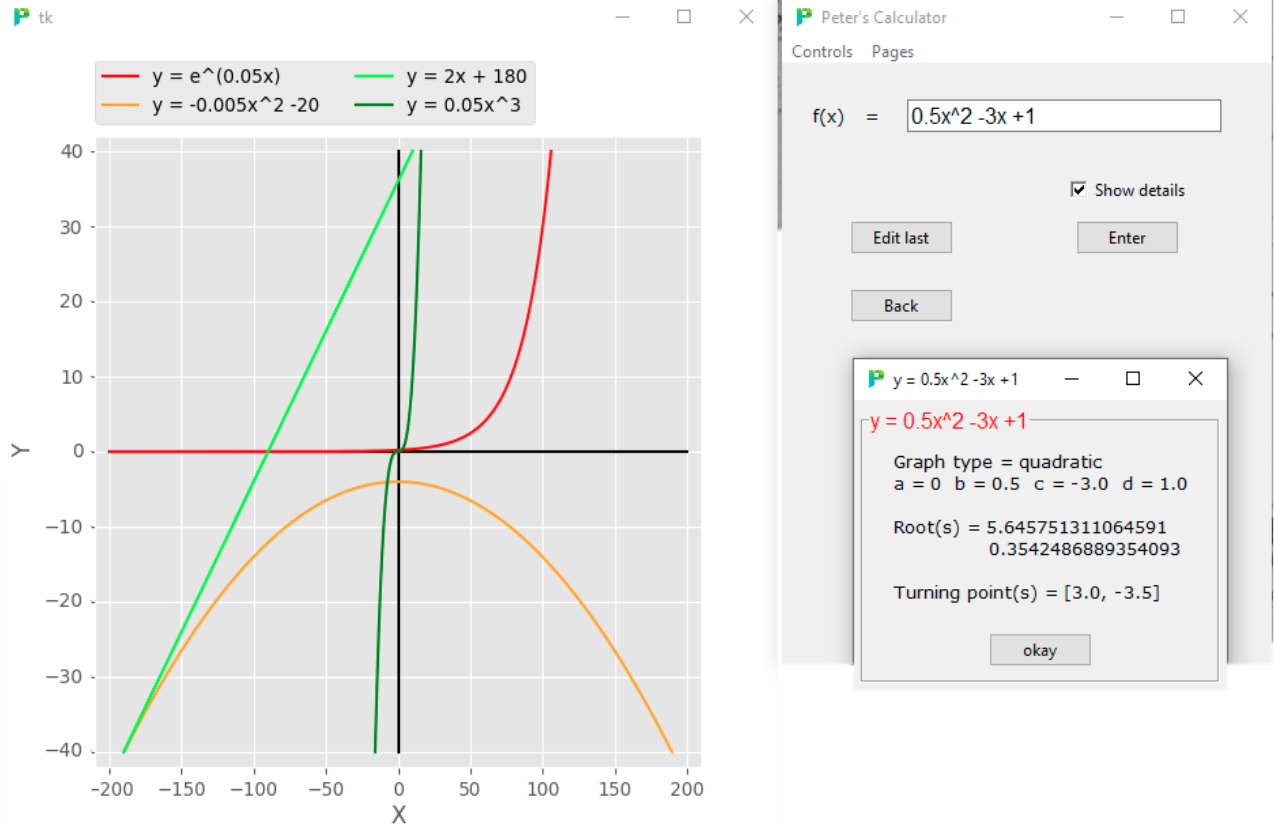 tk
y = e^(0.05x)
y = 2x + 180
y = -0.005x^2 -20
y = 0.05x^3
40
30
20
10
0
−10
−20
−30
−40
Y
−200 −150 −100 −50 0 50 100 150 200
X
Peter's Calculator
Controls Pages
f(x) = 0.5x^2 -3x +1
Show details
Edit last Enter
Back
y = 0.5x^2 -3x +1
y = 0.5x^2 -3x +1
Graph type = quadratic
a = 0 b = 0.5 c = -3.0 d = 1.0
Root(s) = 5.645751311064591
0.3542486889354093
Turning point(s) = [3.0, -3.5]
okay